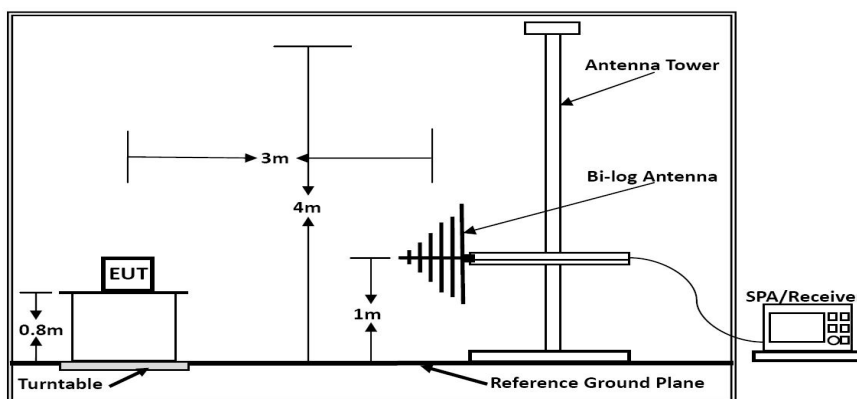 Antenna Tower
3m
Bi-log Antenna
4m
EUT
SPA/Receive
0.8m
1m
Turntable
Reference Ground Plane